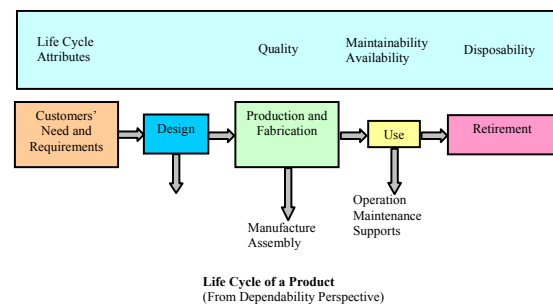 Life Cycle
Attributes
Quality
Maintainability
Availability
Disposability
Customers'
Need and
Requirements
Design
Production and
Fabrication
Use
Retirement
Manufacture
Assembly
Operation
Maintenance
Supports
Life Cycle of a Product
(From Dependability Perspective)